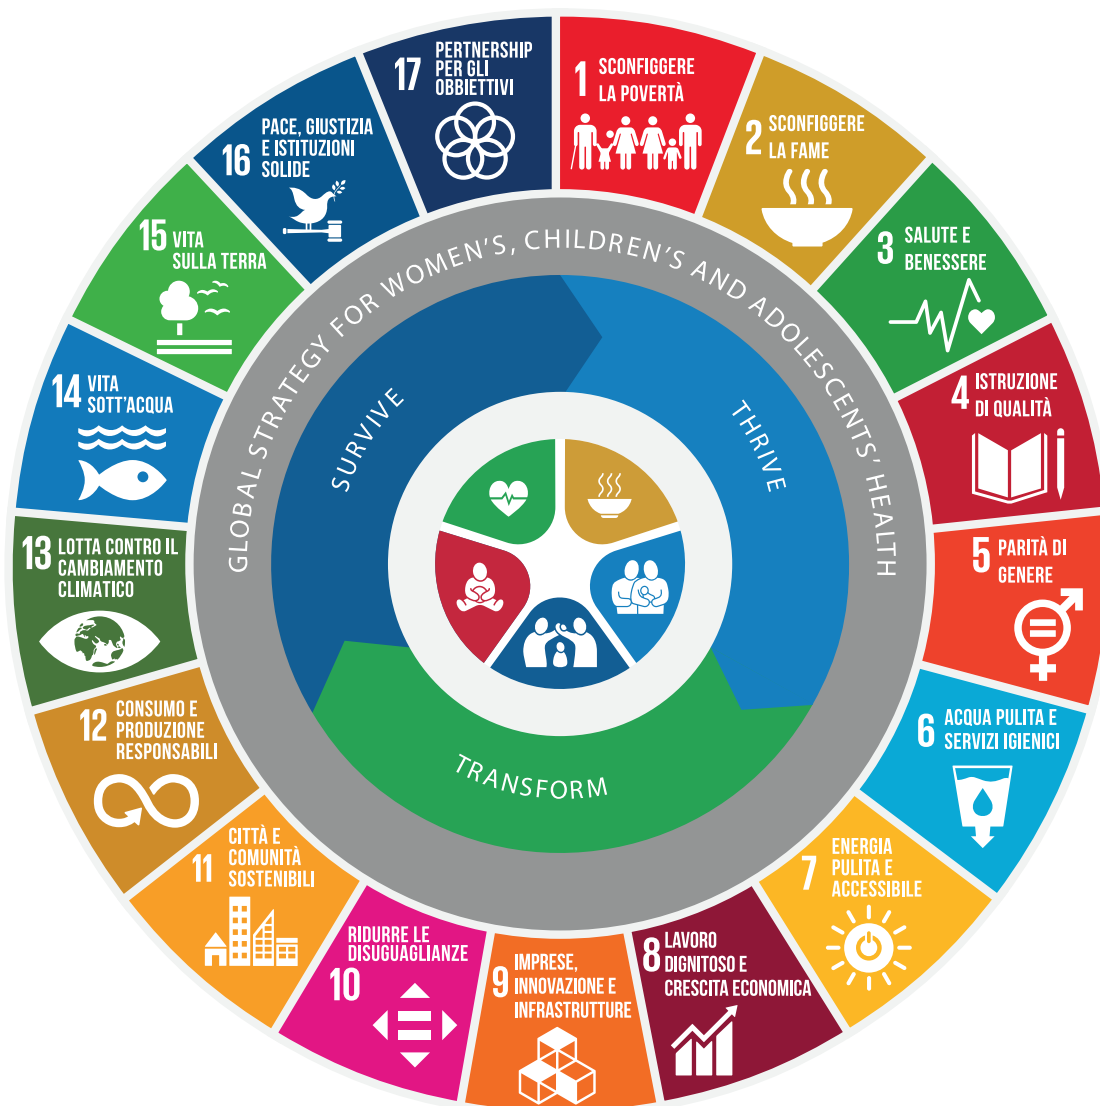 1 SCONFIGGERE
LA POVERTÀ
2 SCONFIGGERE
LA FAME
3 SALUTE E
BENESSERE
4 ISTRUZIONE
DI QUALITÀ
5 PARITÀ DI
GENERE
6 ACQUA PULITA E
SERVIZI IGIENICI
7 ENERGIA
PULITA E
ACCESSIBILE
8 LAVORO
DIGNITOSO E
CRESCITA ECONOMICA
9 IMPRESE,
INNOVAZIONE E
INFRASTRUTTURE
10 RIDURRE LE
DISUGUAGLIANZE
11 CITTÀ E
COMUNITÀ
SOSTENIBILI
12 CONSUMO E
PRODUZIONE
RESPONSABILI
13 LOTTA CONTRO IL
CAMBIAMENTO
CLIMATICO
14 VITA
SOTT'ACQUA
15 VITA
SULLA TERRA
16 PACE, GIUSTIZIA
E ISTITUZIONI
SOLIDE
17 PERTNERSHIP
PER GLI
OBBIETTIVI
GLOBAL STRATEGY FOR WOMEN'S, CHILDREN'S AND ADOLESCENTS' HEALTH
SURVIVE
THRIVE
TRANSFORM